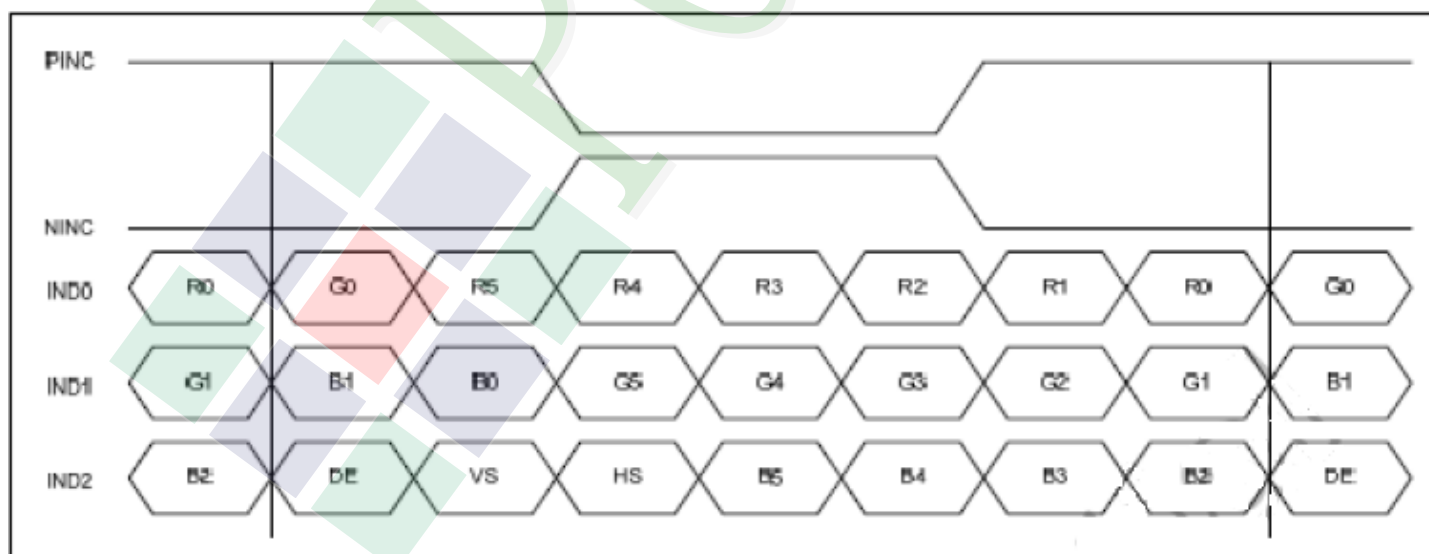 PINC
NINC
IND0 R0 G0 R5 R4 R3 R2 R1 R0 G0
IND1 G1 B1 B0 G5 G4 G3 G2 G1 B1
IND2 B2 DE VS HS B5 B4 B3 B2 DE